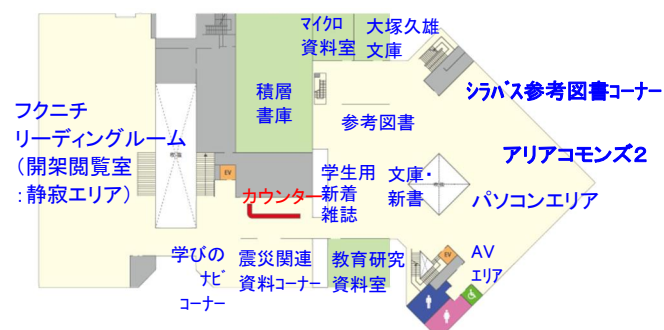 マイクロ
資料室
大塚久雄
文庫
積層
書庫
シラバス参考図書コーナー
参考図書
フクニチ
リーディングルーム
（開架閲覧室
：静寂エリア）
アリアコモンズ２
学生用
新着
雑誌
文庫・
新書
EV
カウンター
パソコンエリア
学びの
ナビ
コーナー
震災関連
資料コーナー
教育研究
資料室
EV
AV
エリア